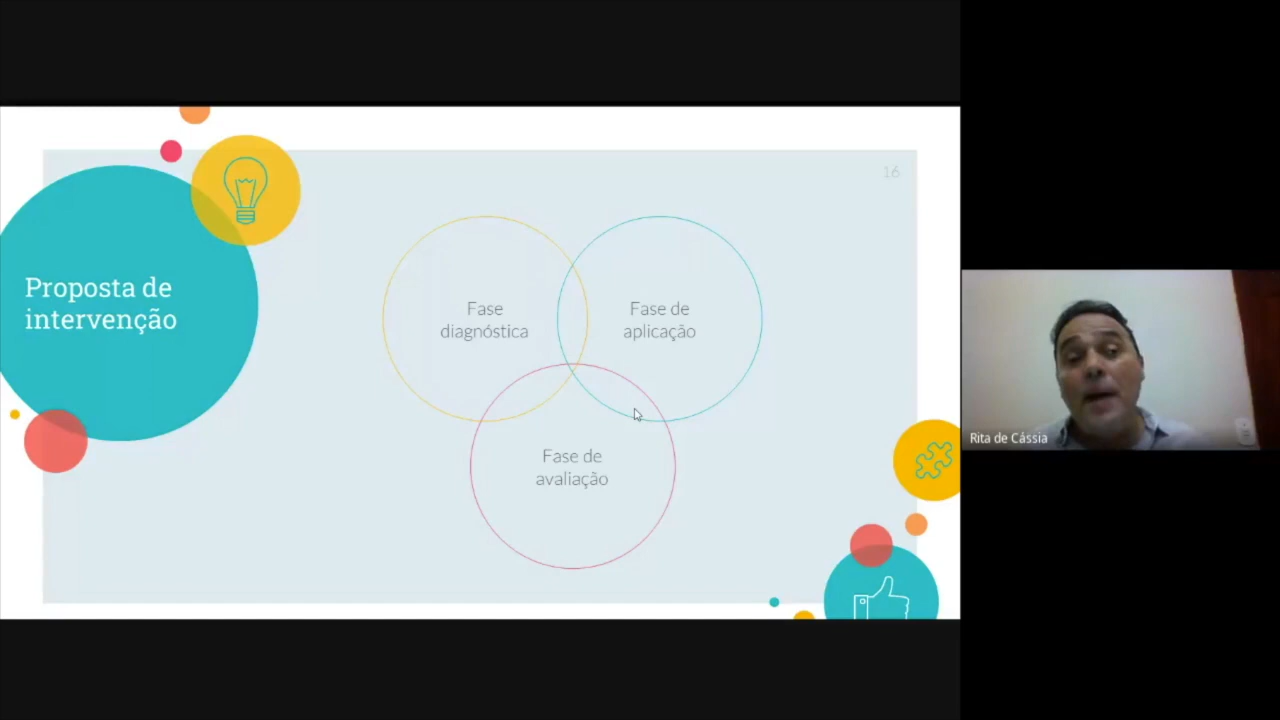 16
Proposta de
intervenção
Fase
diagnóstica
Fase de
aplicação
Fase de
avaliação
Rita de Cássia